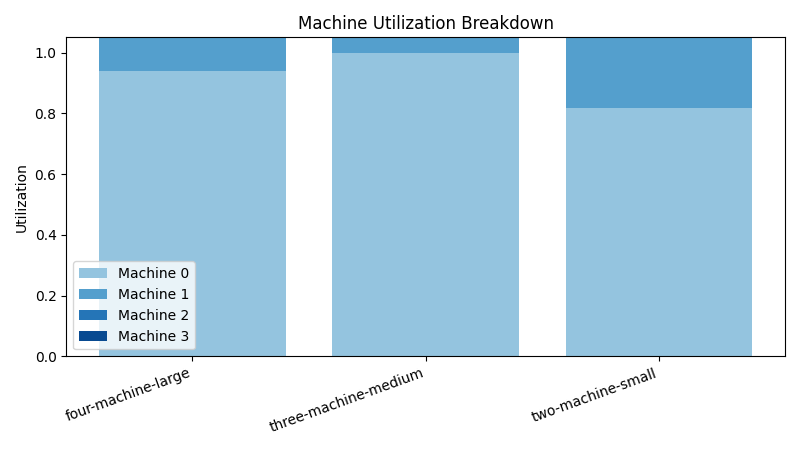 Machine Utilization Breakdown
1.0
0.8
0.6
0.4
0.2
0.0
Utilization
Machine 0
Machine 1
Machine 2
Machine 3
four-machine-large
three-machine-medium
two-machine-small